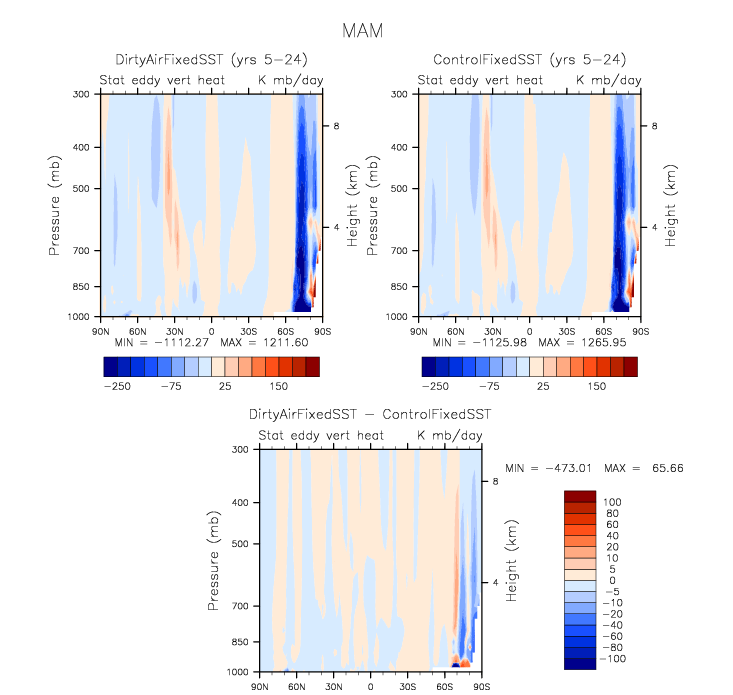 MAM
DirtyAirFixedSST (yrs 5-24)
Stat eddy vert heat K mb/day
300
400
500
700
850
1000
Pressure (mb)
8
4
Height (km)
90N 60N 30N 0 30S 60S 90S
MIN = -1112.27 MAX = 1211.60
-250 -75 25 150
ControlFixedSST (yrs 5-24)
Stat eddy vert heat K mb/day
300
400
500
700
850
1000
Pressure (mb)
8
4
Height (km)
90N 60N 30N 0 30S 60S 90S
MIN = -1125.98 MAX = 1265.95
-250 -75 25 150
DirtyAirFixedSST - ControlFixedSST
Stat eddy vert heat K mb/day
300
400
500
700
850
1000
Pressure (mb)
8
4
Height (km)
90N 60N 30N 0 30S 60S 90S
MIN = -473.01 MAX = 65.66
100
80
60
40
20
10
5
0
-5
-10
-20
-40
-60
-80
-100